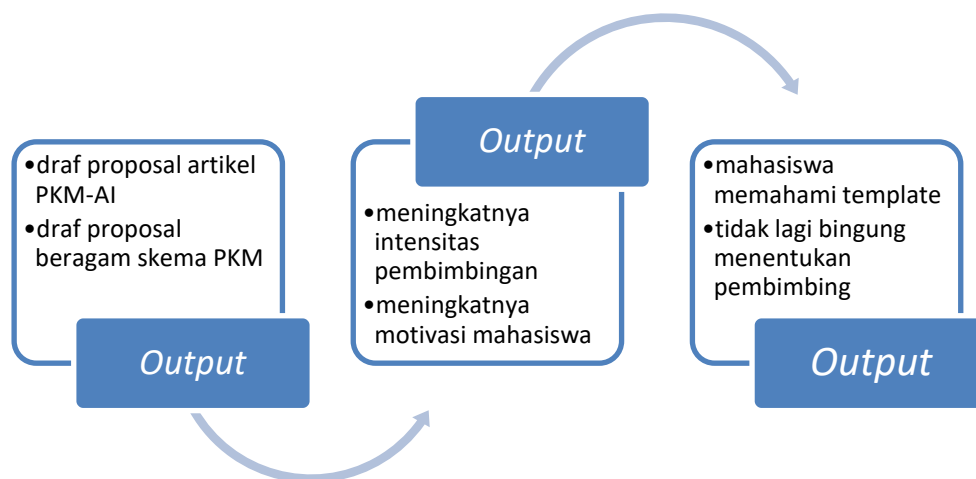 •draf proposal artikel
PKM-AI
•draf proposal
beragam skema PKM
Output
Output
•meningkatnya
intensitas
pembimbingan
•meningkatnya
motivasi mahasiswa
•mahasiswa
memahami template
•tidak lagi bingung
menentukan
pembimbing
Output